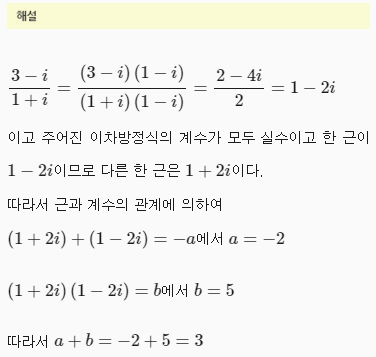 해설
$\frac{3-i}{1+i} = \frac{(3-i)(1-i)}{(1+i)(1-i)} = \frac{2-4i}{2} = 1-2i$
이고 주어진 이차방정식의 계수가 모두 실수이고 한 근이
$1-2i$이므로 다른 한 근은 $1+2i$이다.
따라서 근과 계수의 관계에 의하여
$(1+2i)+(1-2i)=-a$에서 $a=-2$
$(1+2i)(1-2i)=b$에서 $b=5$
따라서 $a+b=-2+5=3$